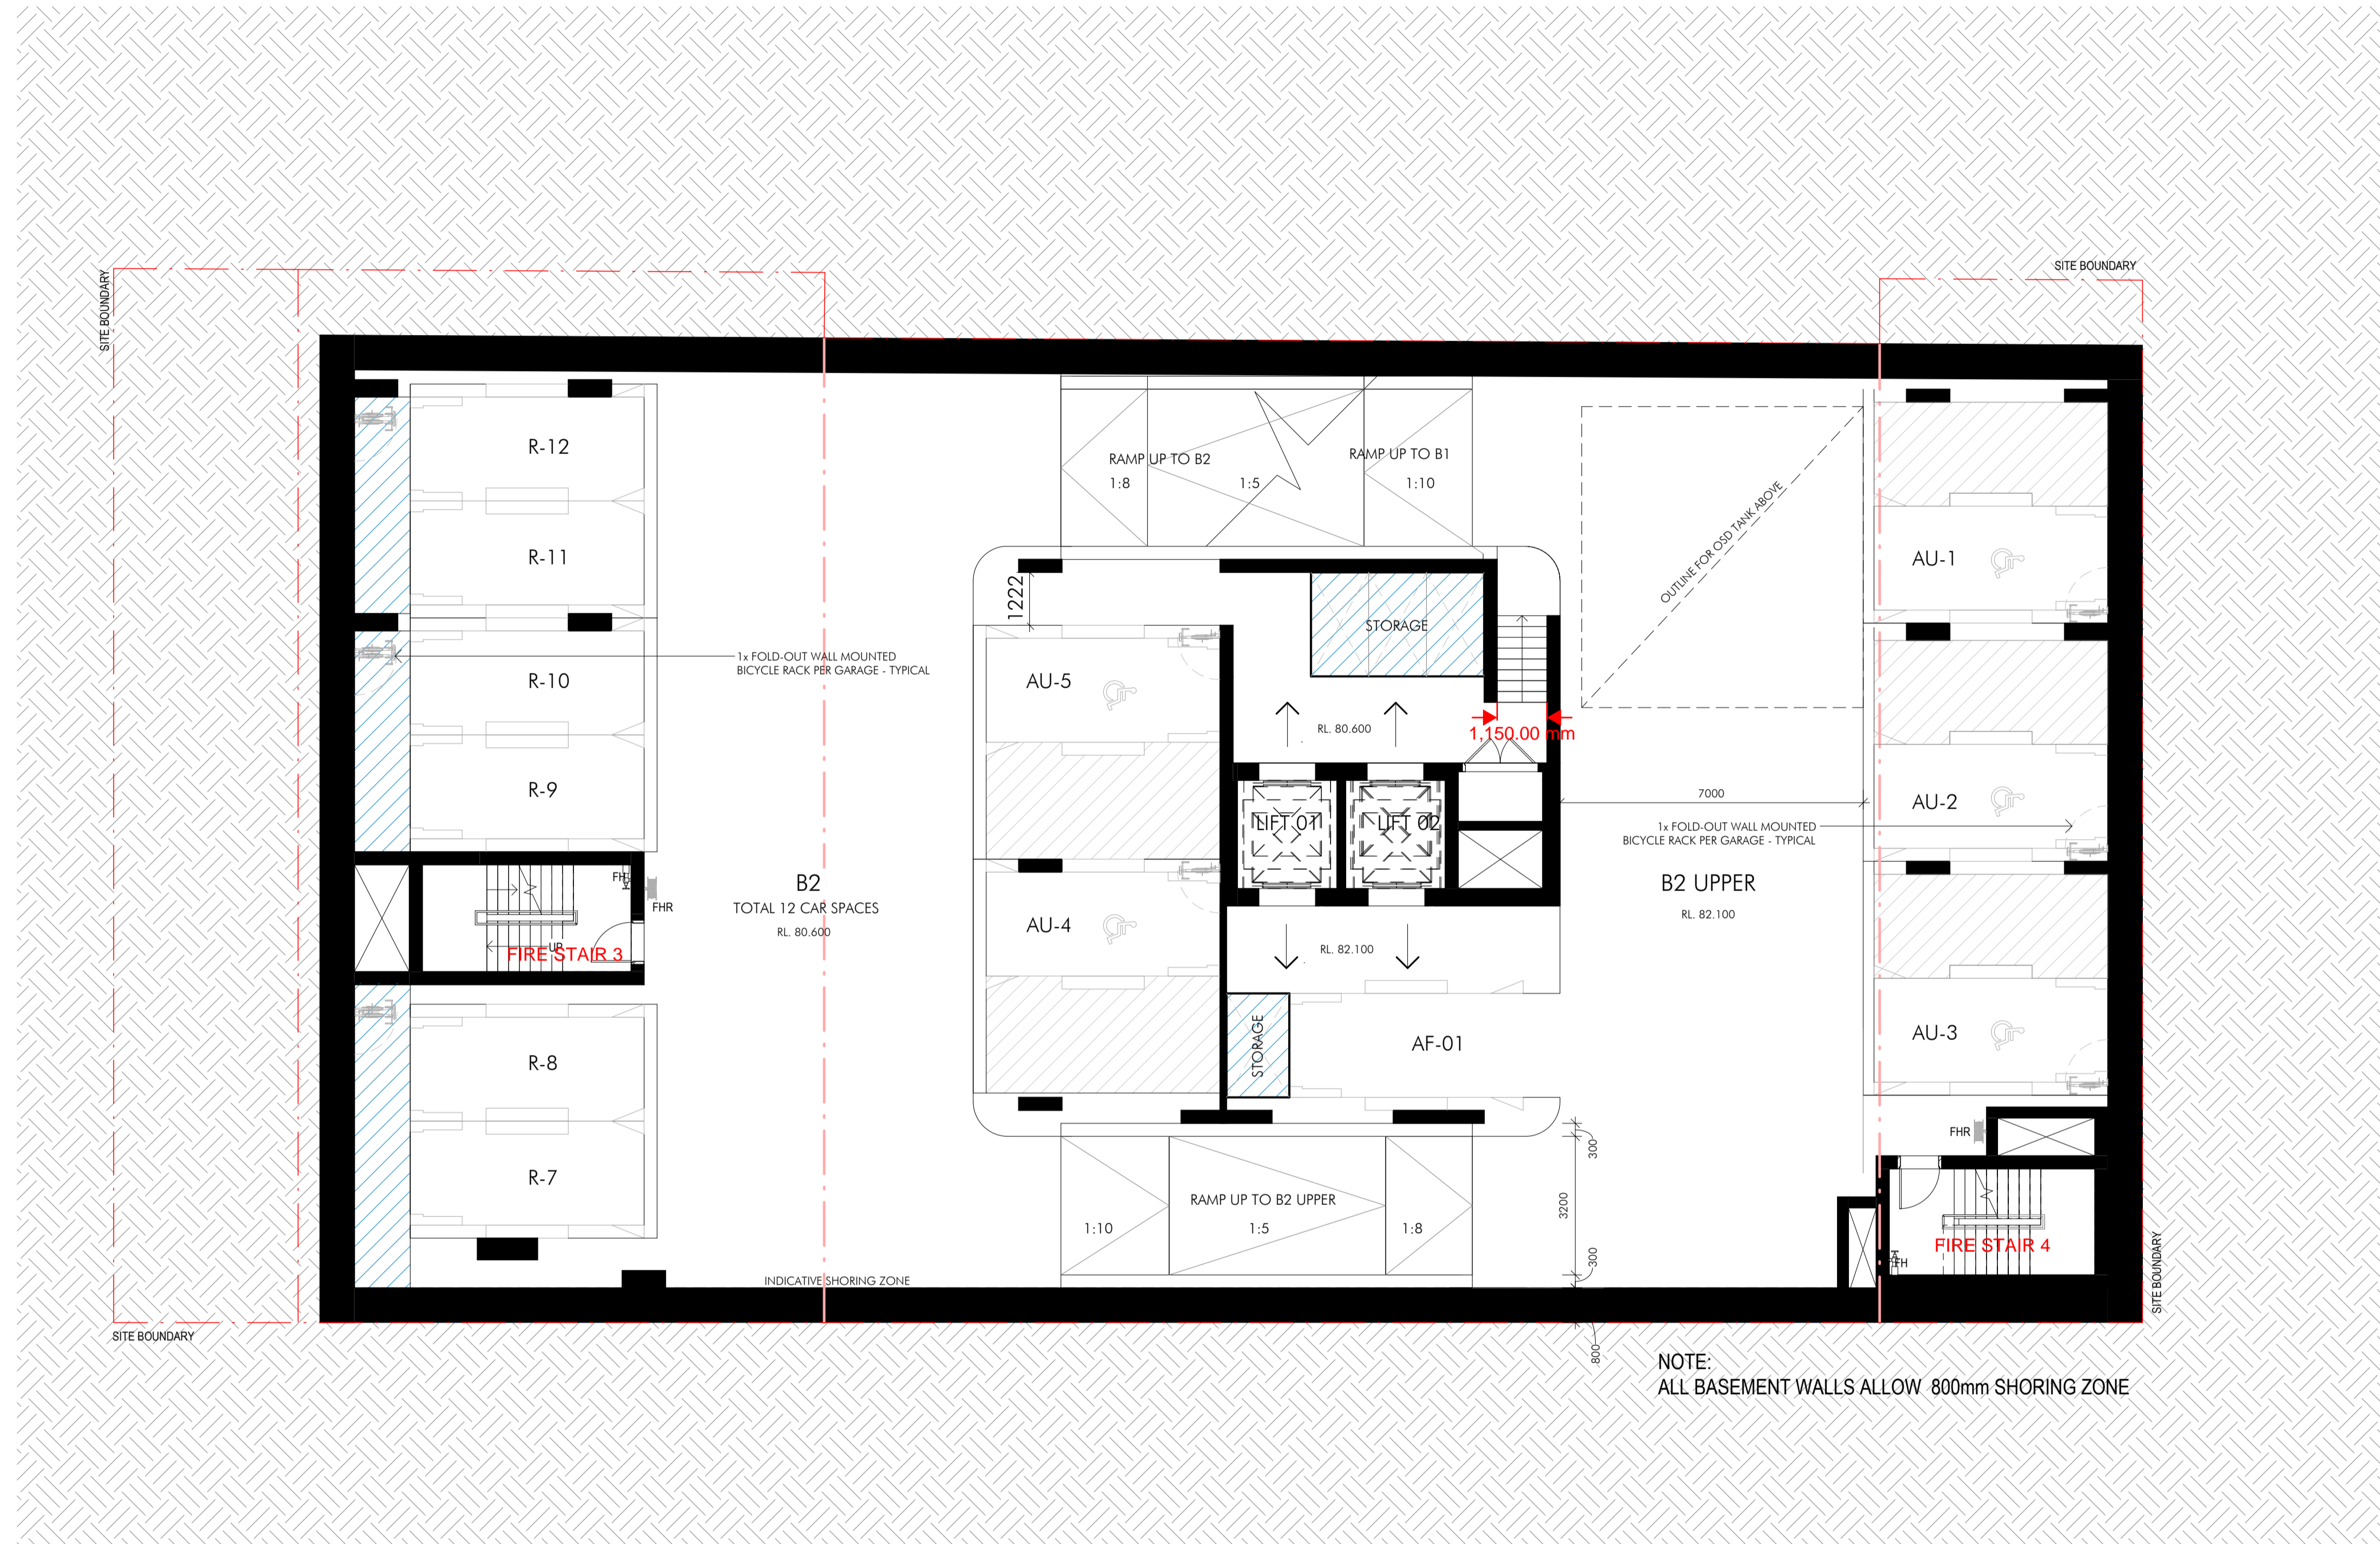 SITE BOUNDARY
SITE BOUNDARY
R-12
RAMP UP TO B2
1:8
1:5
RAMP UP TO B1
1:10
OUTLINE FOR OSD TANK ABOVE
R-11
AU-1
1222
STORAGE
1x FOLD-OUT WALL MOUNTED
BICYCLE RACK PER GARAGE - TYPICAL
R-10
AU-5
RL. 80.600
1,150.00 mm
R-9
7000
AU-2
LIFT 01
LIFT 02
1x FOLD-OUT WALL MOUNTED
BICYCLE RACK PER GARAGE - TYPICAL
FH
FHR
B2
TOTAL 12 CAR SPACES
RL. 80.600
B2 UPPER
RL. 82.100
AU-4
UP
FIRE STAIR 3
RL. 82.100
AU-3
STORAGE
AF-01
R-8
FHR
300
R-7
RAMP UP TO B2 UPPER
1:10
1:5
1:8
3200
300
FIRE STAIR 4
FH
INDICATIVE SHORING ZONE
SITE BOUNDARY
SITE BOUNDARY
800
NOTE:
ALL BASEMENT WALLS ALLOW 800mm SHORING ZONE